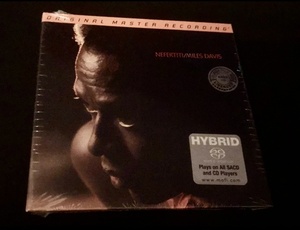 ORIGINAL MASTER RECORDING
NEFERTITI/MILES DAVIS
HYBRID
Plays on All SACD
and CD Players
www.mofi.com